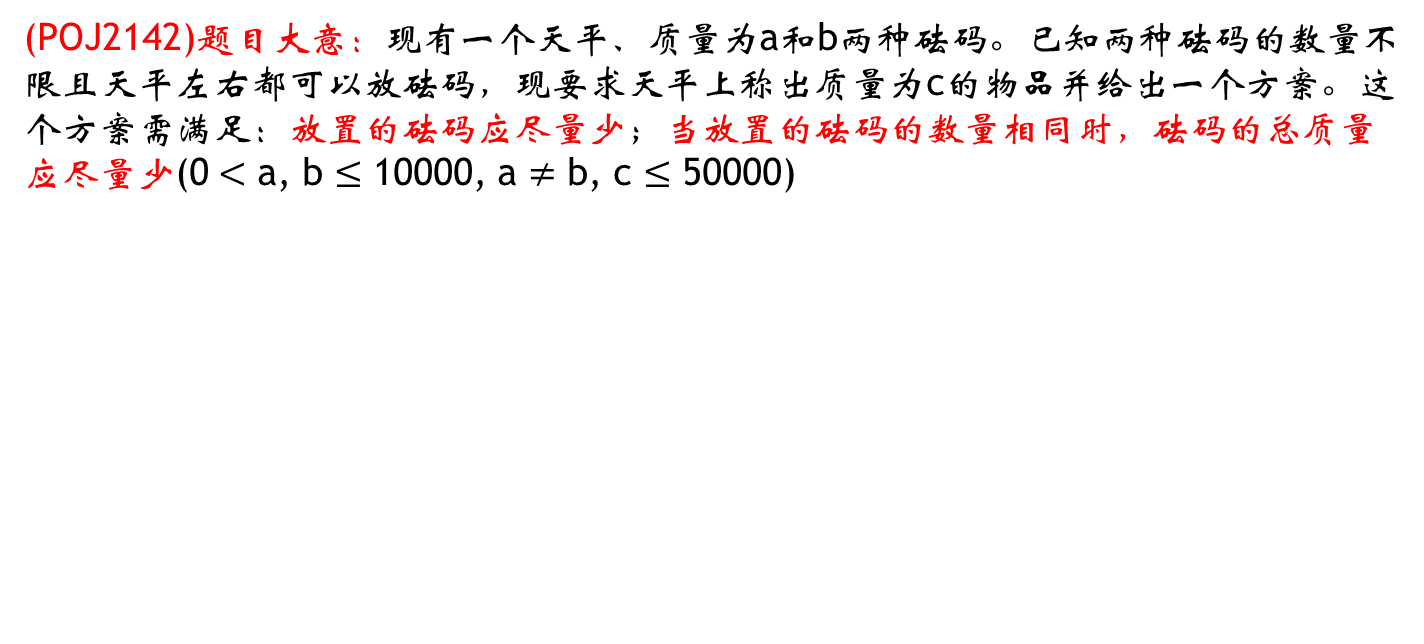 (POJ2142)题目大意：现有一个天平、质量为a和b两种砝码。已知两种砝码的数量不
限且天平左右都可以放砝码，现要求天平上称出质量为c的物品并给出一个方案。这
个方案需满足：放置的砝码应尽量少；当放置的砝码的数量相同时，砝码的总质量
应尽量少(0 < a, b ≤ 10000, a ≠ b, c ≤ 50000)